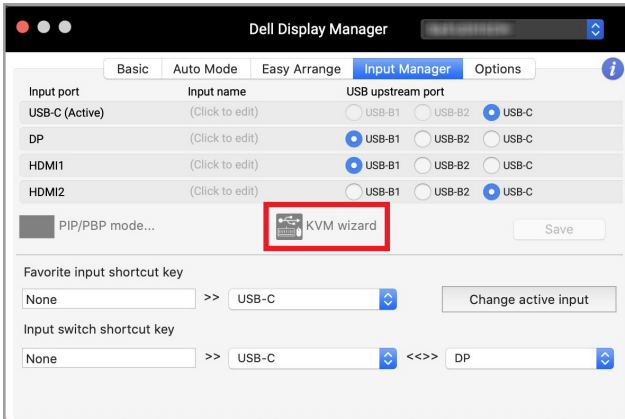 Dell Display Manager
Basic Auto Mode Easy Arrange Input Manager Options i
Input port Input name USB upstream port
USB-C (Active) (Click to edit) USB-B1 USB-B2 USB-C
DP (Click to edit) USB-B1 USB-B2 USB-C
HDMI1 (Click to edit) USB-B1 USB-B2 USB-C
HDMI2 (Click to edit) USB-B1 USB-B2 USB-C
PIP/PBP mode... KVM wizard Save
Favorite input shortcut key
None >> USB-C Change active input
Input switch shortcut key
None >> USB-C <<>> DP